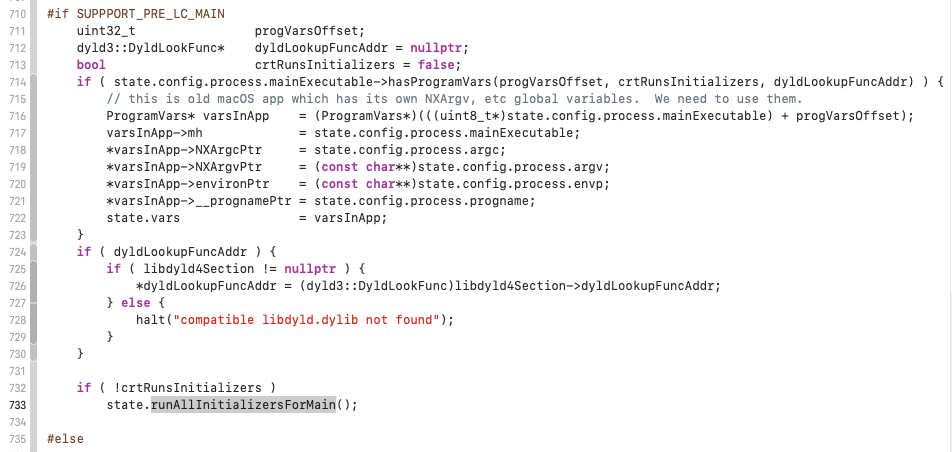 710 #if SUPPPORT_PRE_LC_MAIN
711     uint32_t                progVarsOffset;
712     dyld3::DyldLookFunc*    dyldLookupFuncAddr = nullptr;
713     bool                    crtRunsInitializers = false;
714     if ( state.config.process.mainExecutable->hasProgramVars(progVarsOffset, crtRunsInitializers, dyldLookupFuncAddr) ) {
715         // this is old macOS app which has its own NXArgv, etc global variables.  We need to use them.
716         ProgramVars* varsInApp    = (ProgramVars*)(((uint8_t*)state.config.process.mainExecutable) + progVarsOffset);
717         varsInApp->mh             = state.config.process.mainExecutable;
718         *varsInApp->NXArgcPtr     = state.config.process.argc;
719         *varsInApp->NXArgvPtr     = (const char**)state.config.process.argv;
720         *varsInApp->environPtr    = (const char**)state.config.process.envp;
721         *varsInApp->__prognamePtr = state.config.process.progname;
722         state.vars                = varsInApp;
723     }
724     if ( dyldLookupFuncAddr ) {
725         if ( libdyld4Section != nullptr ) {
726             *dyldLookupFuncAddr = (dyld3::DyldLookFunc)libdyld4Section->dyldLookupFuncAddr;
727         } else {
728             halt("compatible libdyld.dylib not found");
729         }
730     }
731
732     if ( !crtRunsInitializers )
733         state.runAllInitializersForMain();
734
735 #else